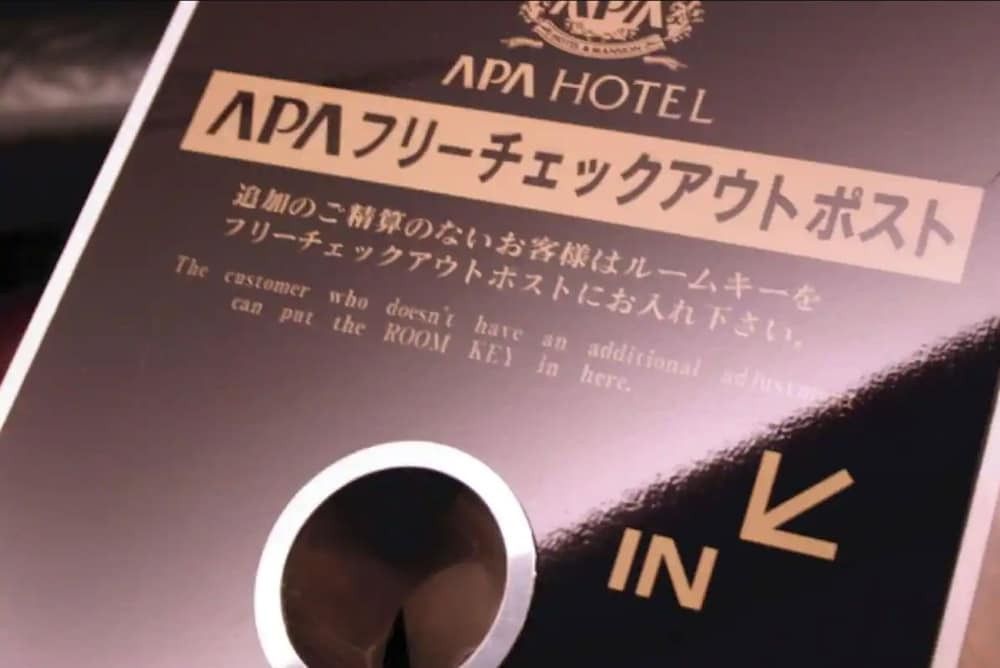 APA
HOTEL & MANSION
APA HOTEL
APAフリーチェックアウトポスト
追加のご精算のないお客様はルームキーを
フリーチェックアウトポストにお入れ下さい。
The customer who doesn't have an additional
can put the ROOM KEY in here.
IN